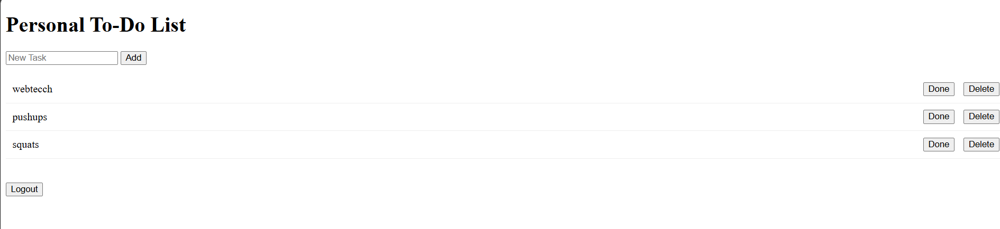 Personal To-Do List
New Task Add
webtecch Done Delete
pushups Done Delete
squats Done Delete
Logout